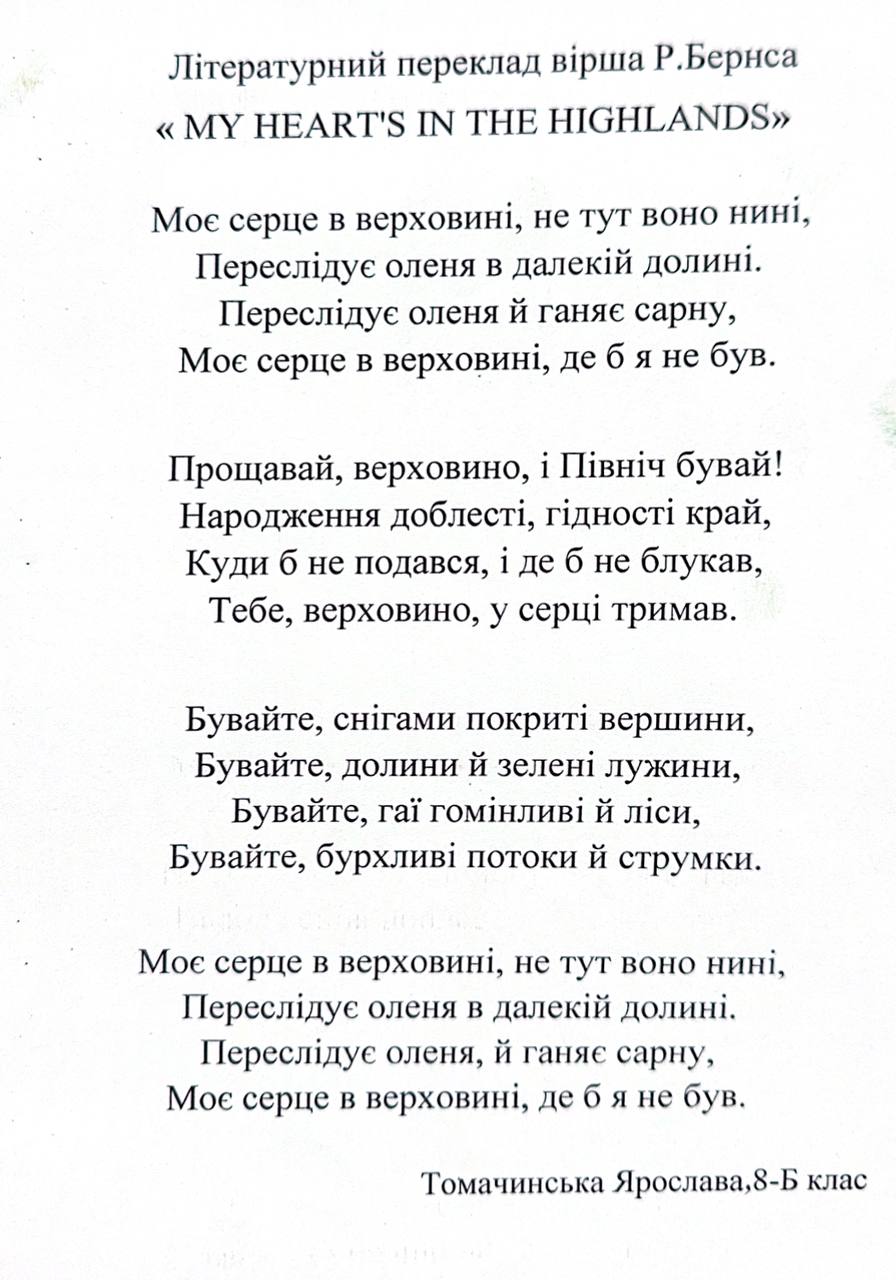 Літературний переклад вірша Р.Бернса
« MY HEART'S IN THE HIGHLANDS»
Моє серце в верховині, не тут воно нині,
Переслідує оленя в далекій долині.
Переслідує оленя й ганяє сарну,
Моє серце в верховині, де б я не був.
Прощавай, верховино, і Північ бувай!
Народження доблесті, гідності край,
Куди б не подався, і де б не блукав,
Тебе, верховино, у серці тримав.
Бувайте, снігами покриті вершини,
Бувайте, долини й зелені лужини,
Бувайте, гаї гомінливі й ліси,
Бувайте, бурхливі потоки й струмки.
Моє серце в верховині, не тут воно нині,
Переслідує оленя в далекій долині.
Переслідує оленя, й ганяє сарну,
Моє серце в верховині, де б я не був.
Томачинська Ярослава,8-Б клас